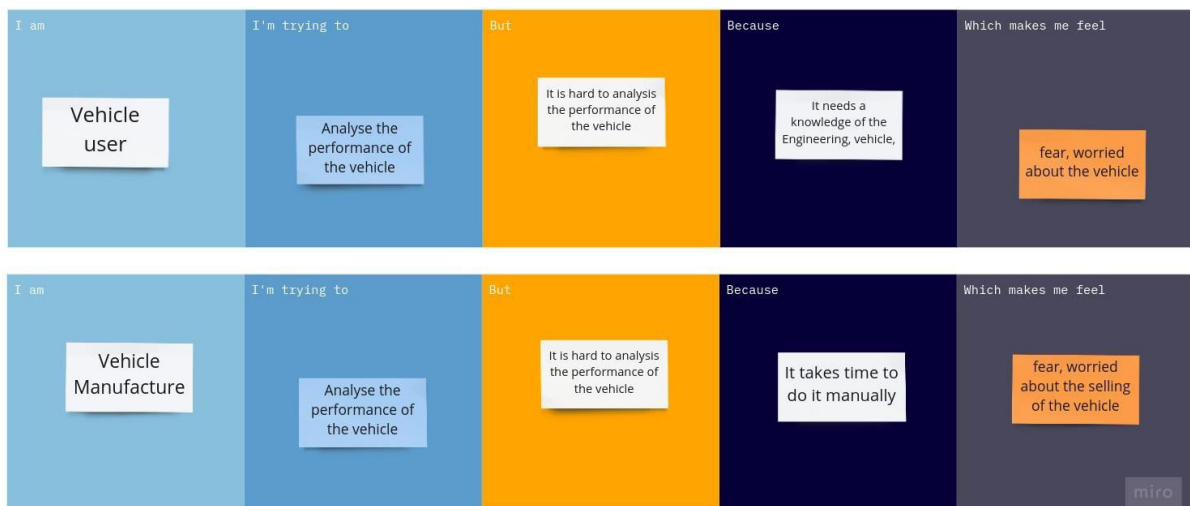 I am
Vehicle
user
I'm trying to
Analyse the
performance of
the vehicle
But
It is hard to analysis
the performance of
the vehicle
Because
It needs a
knowledge of the
Engineering, vehicle,
Which makes me feel
fear, worried
about the vehicle
I am
Vehicle
Manufacture
I'm trying to
Analyse the
performance of
the vehicle
But
It is hard to analysis
the performance of
the vehicle
Because
It takes time to
do it manually
Which makes me feel
fear, worried
about the selling
of the vehicle
miro